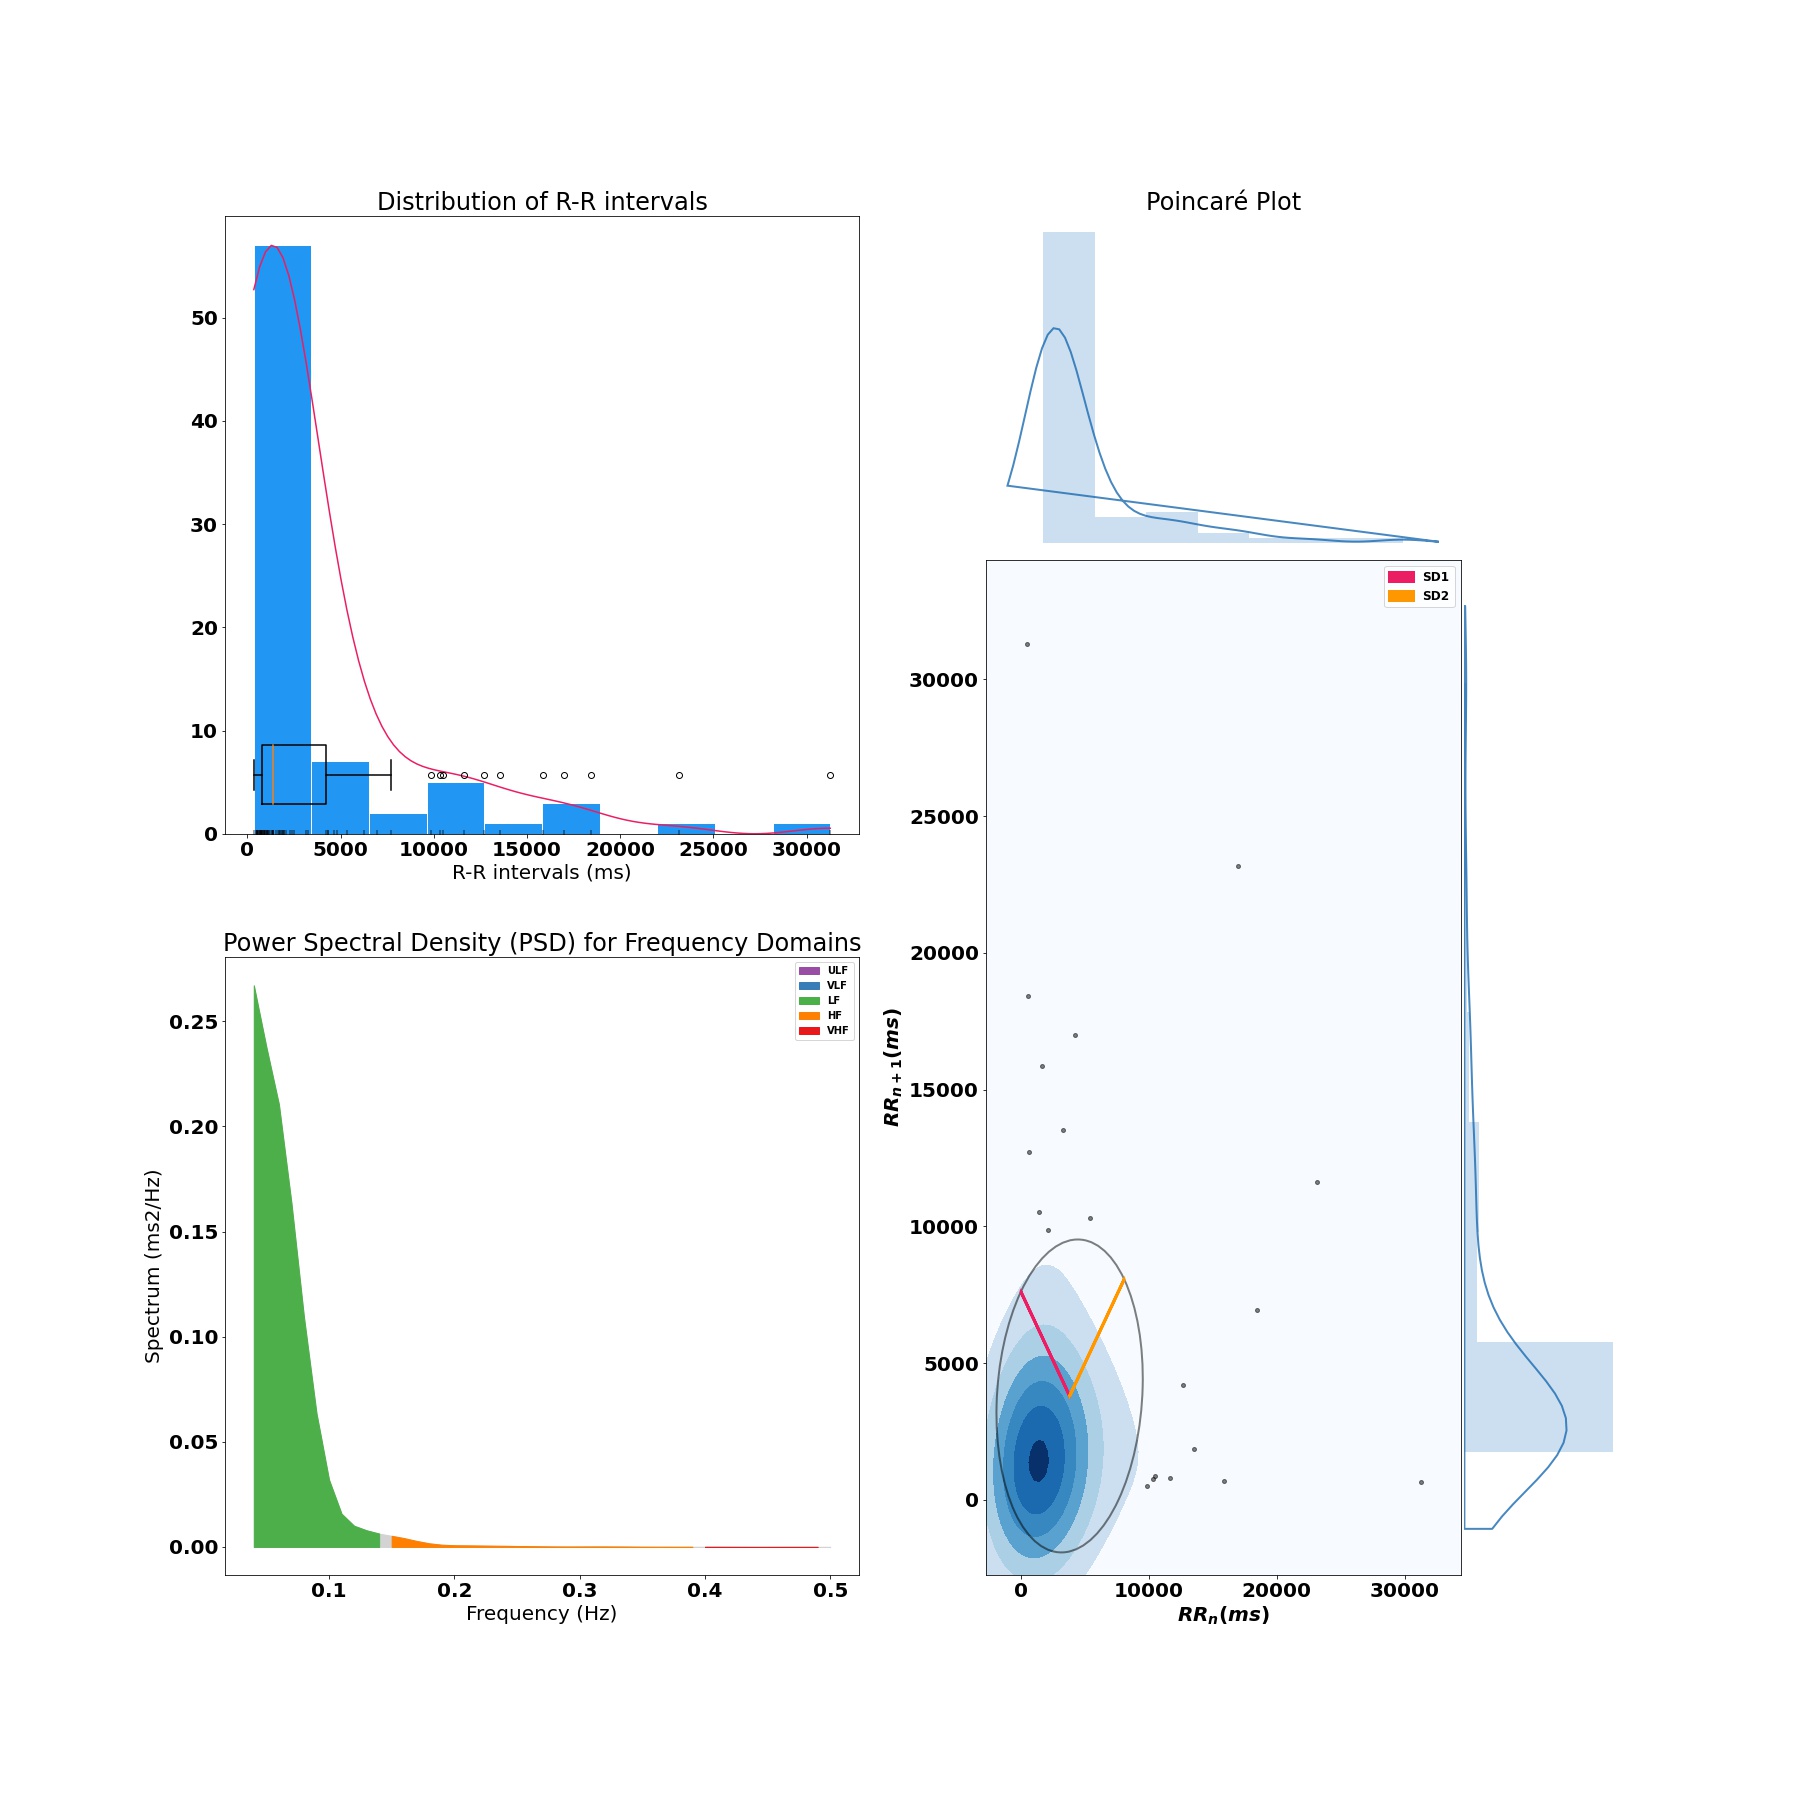 Distribution of R-R intervals
50
40
30
20
10
0
0 5000 10000 15000 20000 25000 30000
R-R intervals (ms)
Power Spectral Density (PSD) for Frequency Domains
ULF
VLF
LF
HF
VHF
Spectrum (ms2/Hz)
0.25
0.20
0.15
0.10
0.05
0.00
0.1 0.2 0.3 0.4 0.5
Frequency (Hz)
Poincaré Plot
SD1
SD2
RRn+1(ms)
30000
25000
20000
15000
10000
5000
0
0 10000 20000 30000
RRn(ms)